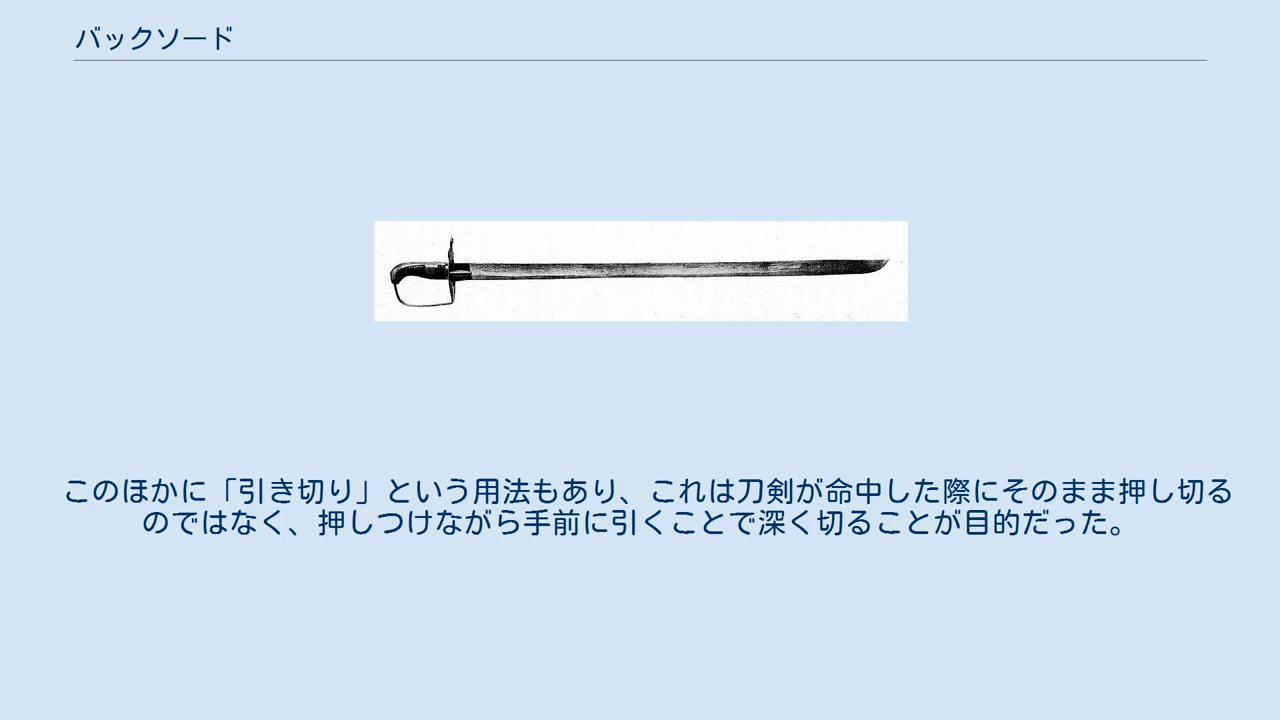 バックソード
このほかに「引き切り」という用法もあり、これは刀剣が命中した際にそのまま押し切る
のではなく、押しつけながら手前に引くことで深く切ることが目的だった。